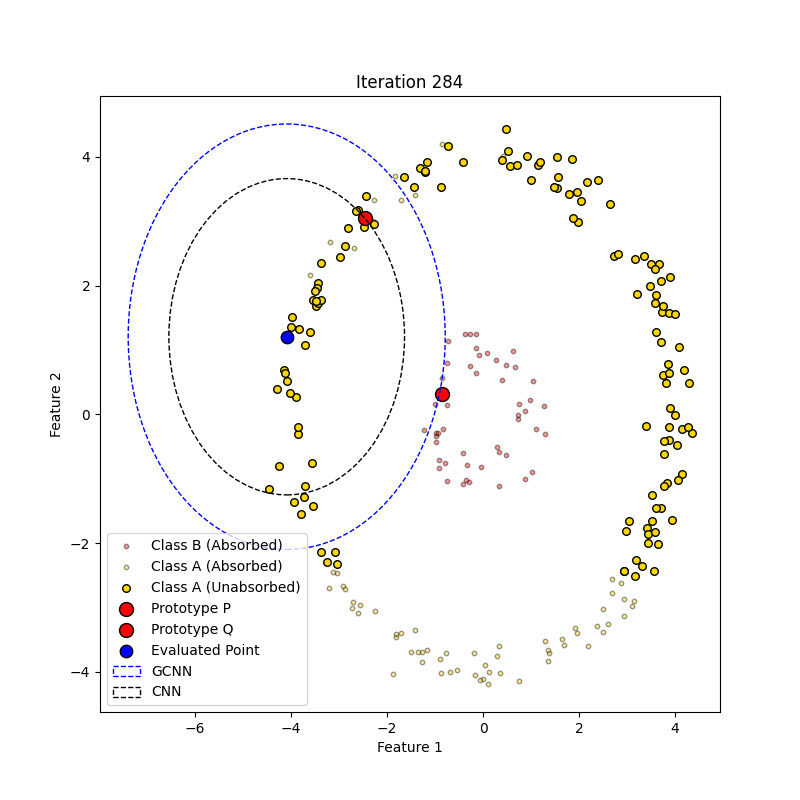 Iteration 284
Feature 2
4
2
0
−2
−4
Class B (Absorbed)
Class A (Absorbed)
Class A (Unabsorbed)
Prototype P
Prototype Q
Evaluated Point
GCNN
CNN
−6 −4 −2 0 2 4
Feature 1